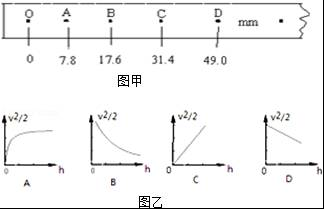 O A B C D mm
0 7.8 17.6 31.4 49.0
图甲
v2/2 v2/2 v2/2 v2/2
0 h 0 h 0 h 0 h
A B C D
图乙